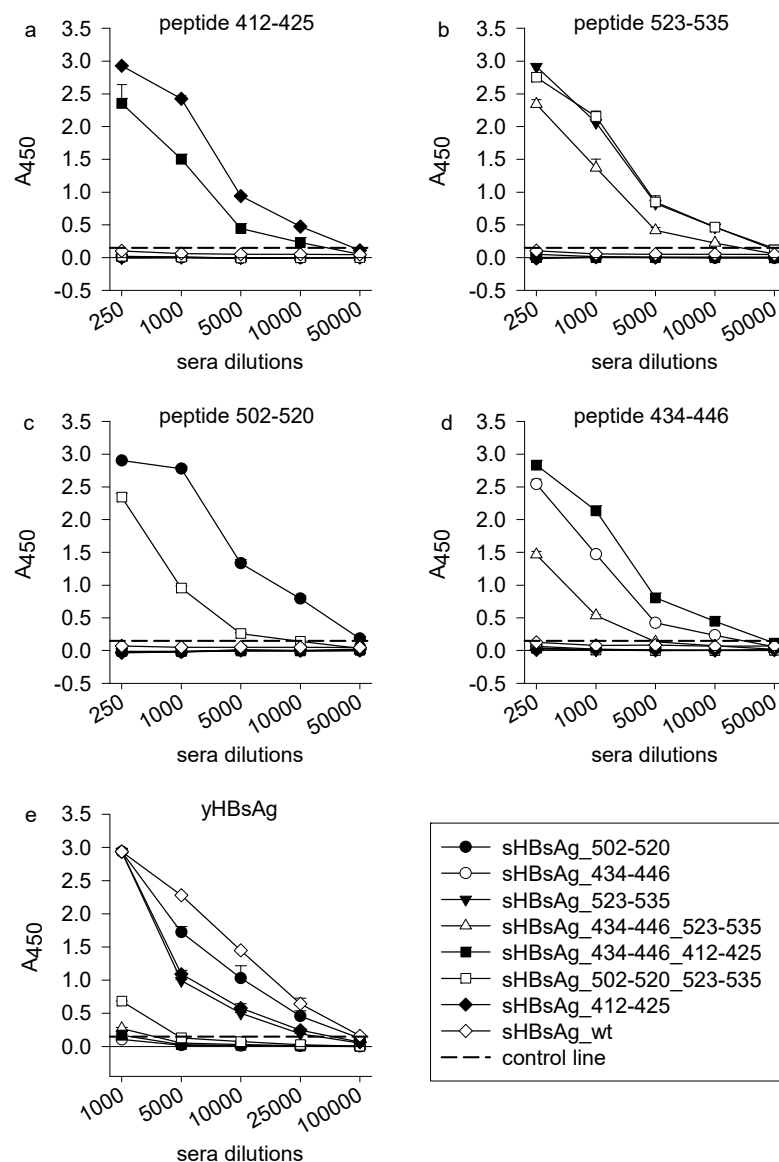 a
peptide 412-425
3.5
3.0
2.5
2.0
1.5
1.0
0.5
0.0
-0.5
A450
250
1000
5000
10000
50000
sera dilutions
b
peptide 523-535
3.5
3.0
2.5
2.0
1.5
1.0
0.5
0.0
-0.5
A450
250
1000
5000
10000
50000
sera dilutions
c
peptide 502-520
3.5
3.0
2.5
2.0
1.5
1.0
0.5
0.0
-0.5
A450
250
1000
5000
10000
50000
sera dilutions
d
peptide 434-446
3.5
3.0
2.5
2.0
1.5
1.0
0.5
0.0
-0.5
A450
250
1000
5000
10000
50000
sera dilutions
e
yHBsAg
3.5
3.0
2.5
2.0
1.5
1.0
0.5
0.0
A450
1000
5000
10000
25000
100000
sera dilutions
sHBsAg_502-520
sHBsAg_434-446
sHBsAg_523-535
sHBsAg_434-446_523-535
sHBsAg_434-446_412-425
sHBsAg_502-520_523-535
sHBsAg_412-425
sHBsAg_wt
control line